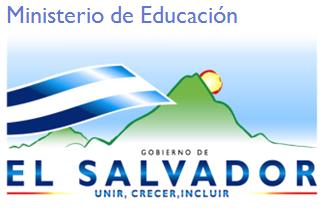 Ministerio de Educación
GOBIERNO DE
EL SALVADOR
UNIR, CRECER, INCLUIR